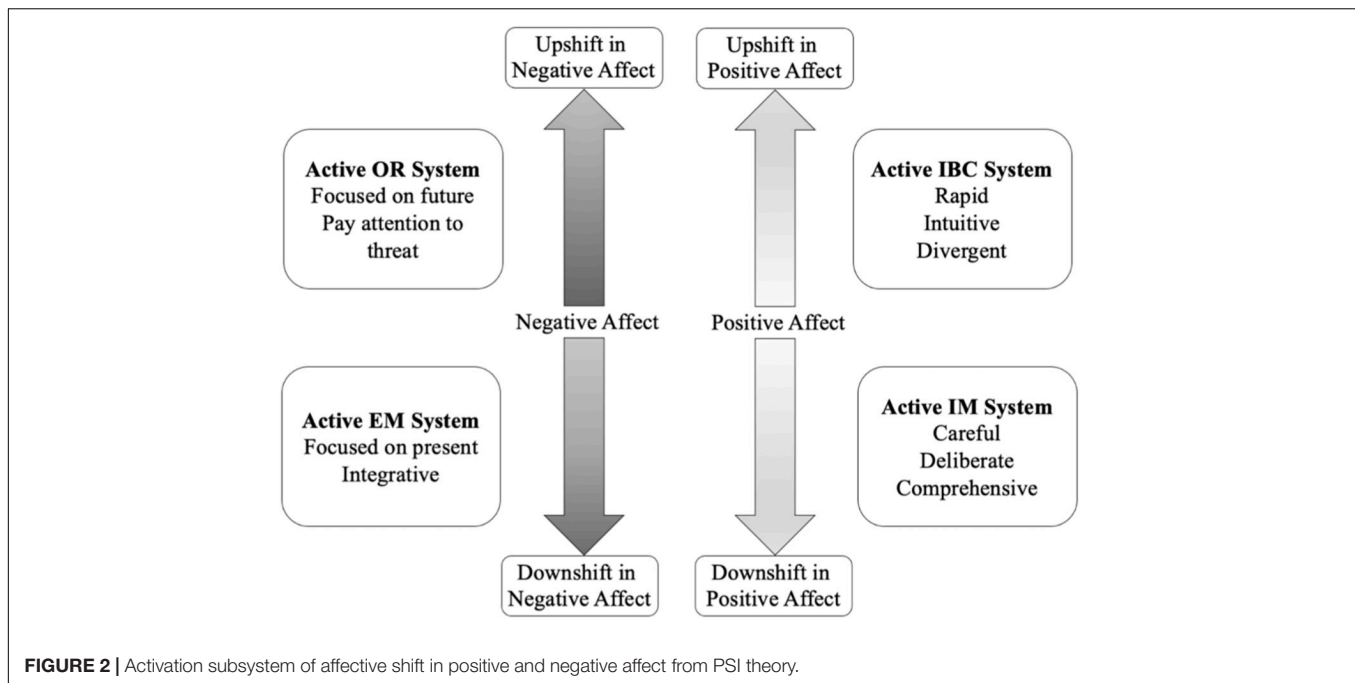 Upshift in
Negative Affect
Upshift in
Positive Affect
Active OR System
Focused on future
Pay attention to
threat
Active IBC System
Rapid
Intuitive
Divergent
Negative Affect
Positive Affect
Active EM System
Focused on present
Integrative
Active IM System
Careful
Deliberate
Comprehensive
Downshift in
Negative Affect
Downshift in
Positive Affect
FIGURE 2 | Activation subsystem of affective shift in positive and negative affect from PSI theory.